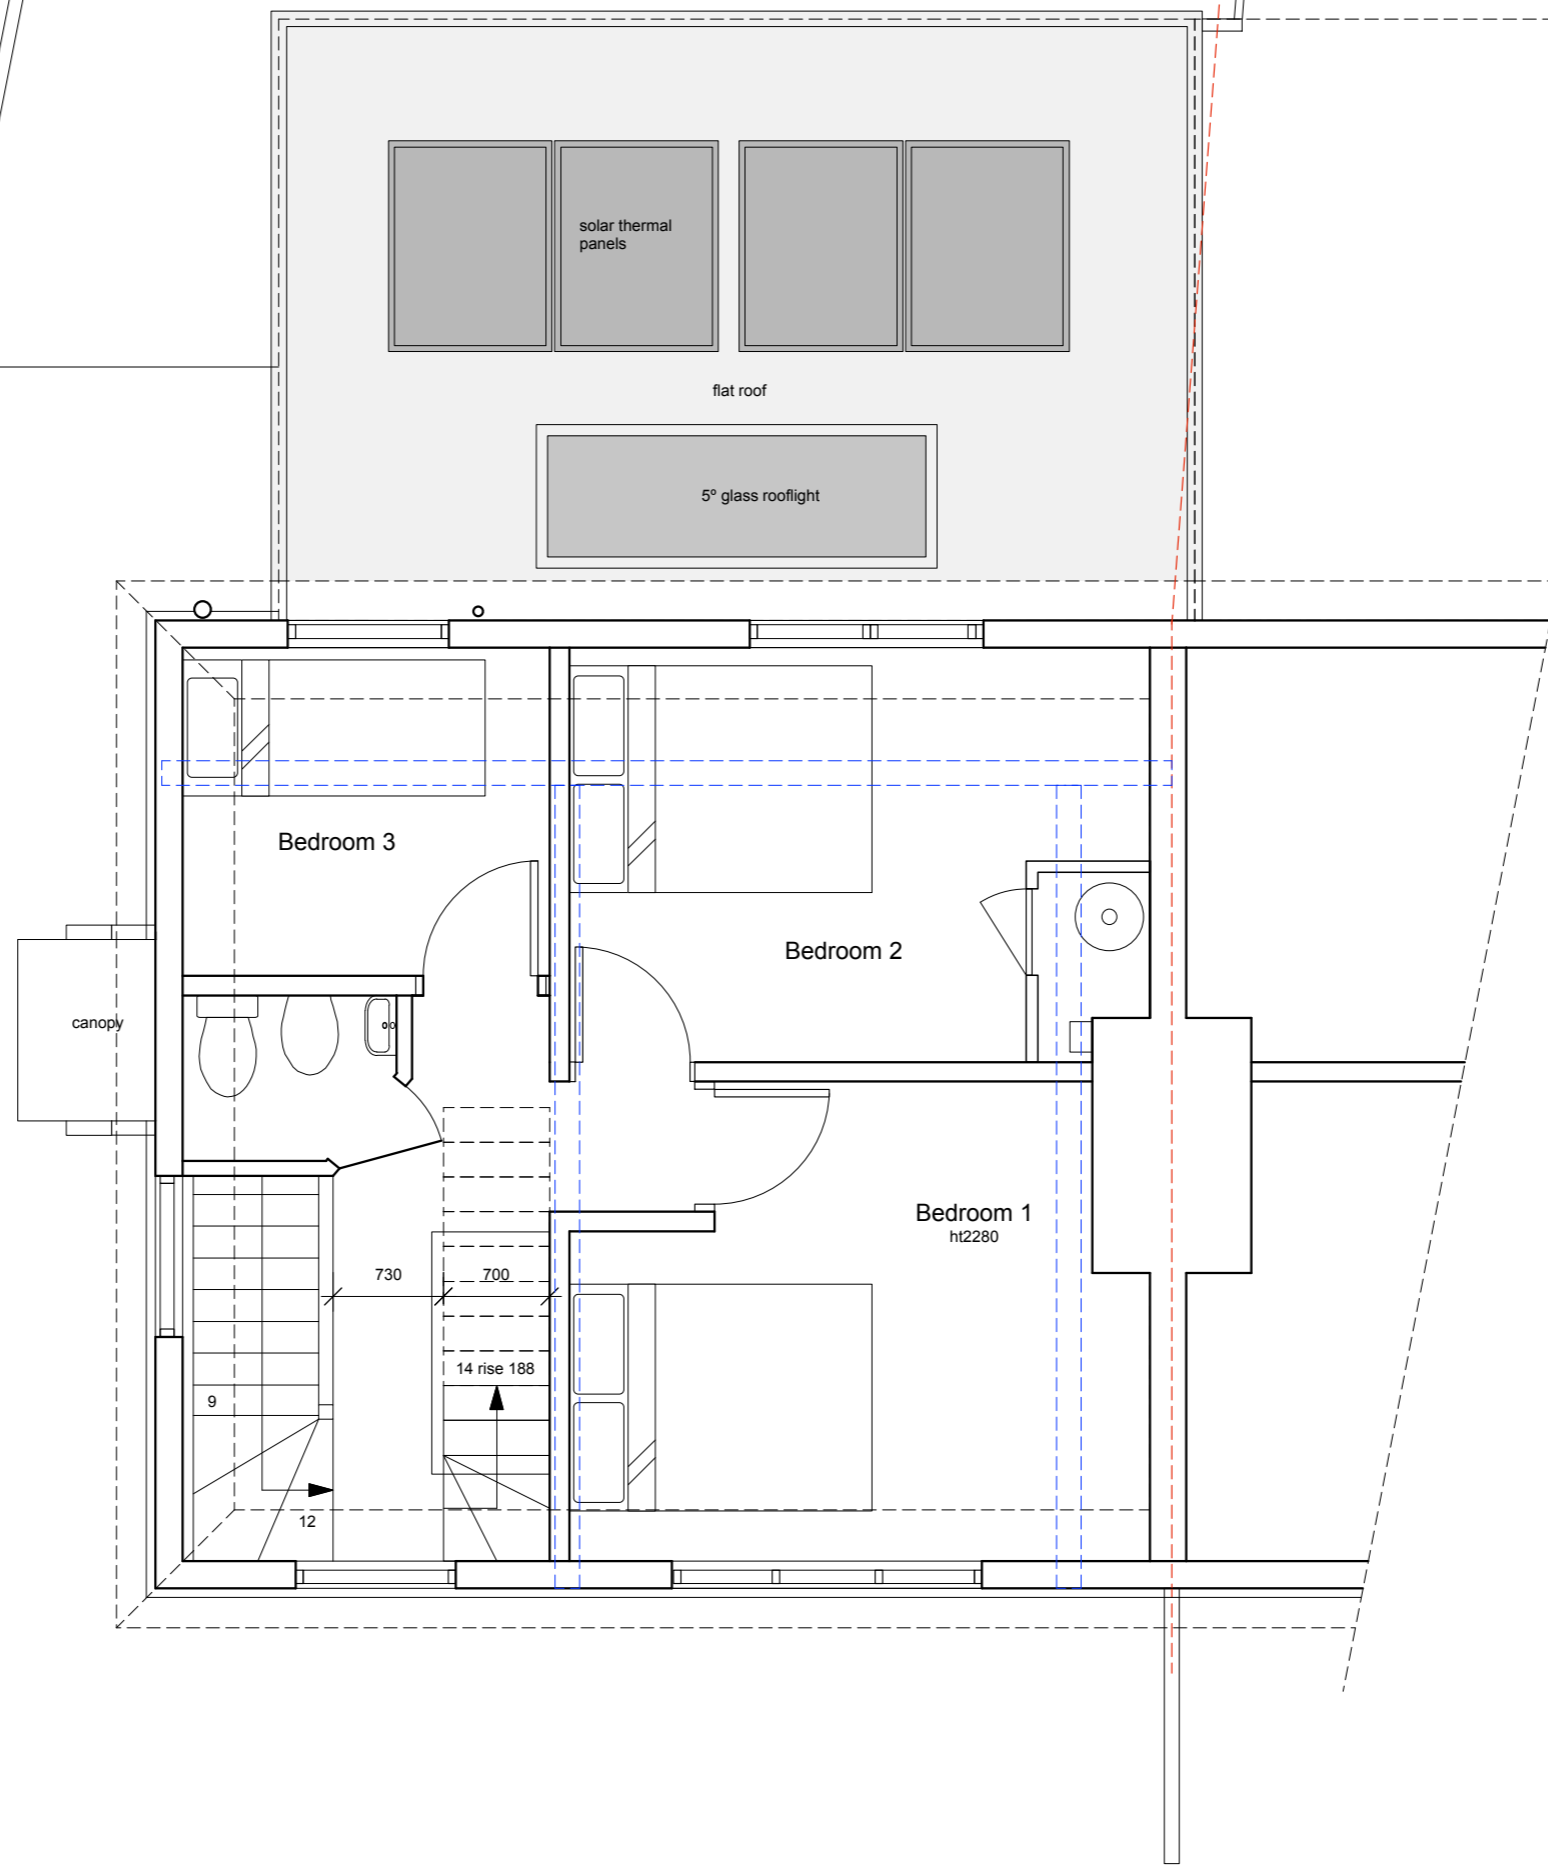 solar thermal
panels
flat roof
5º glass rooflight
Bedroom 3
Bedroom 2
canopy
Bedroom 1
ht2280
730
700
14 rise 188
9
12